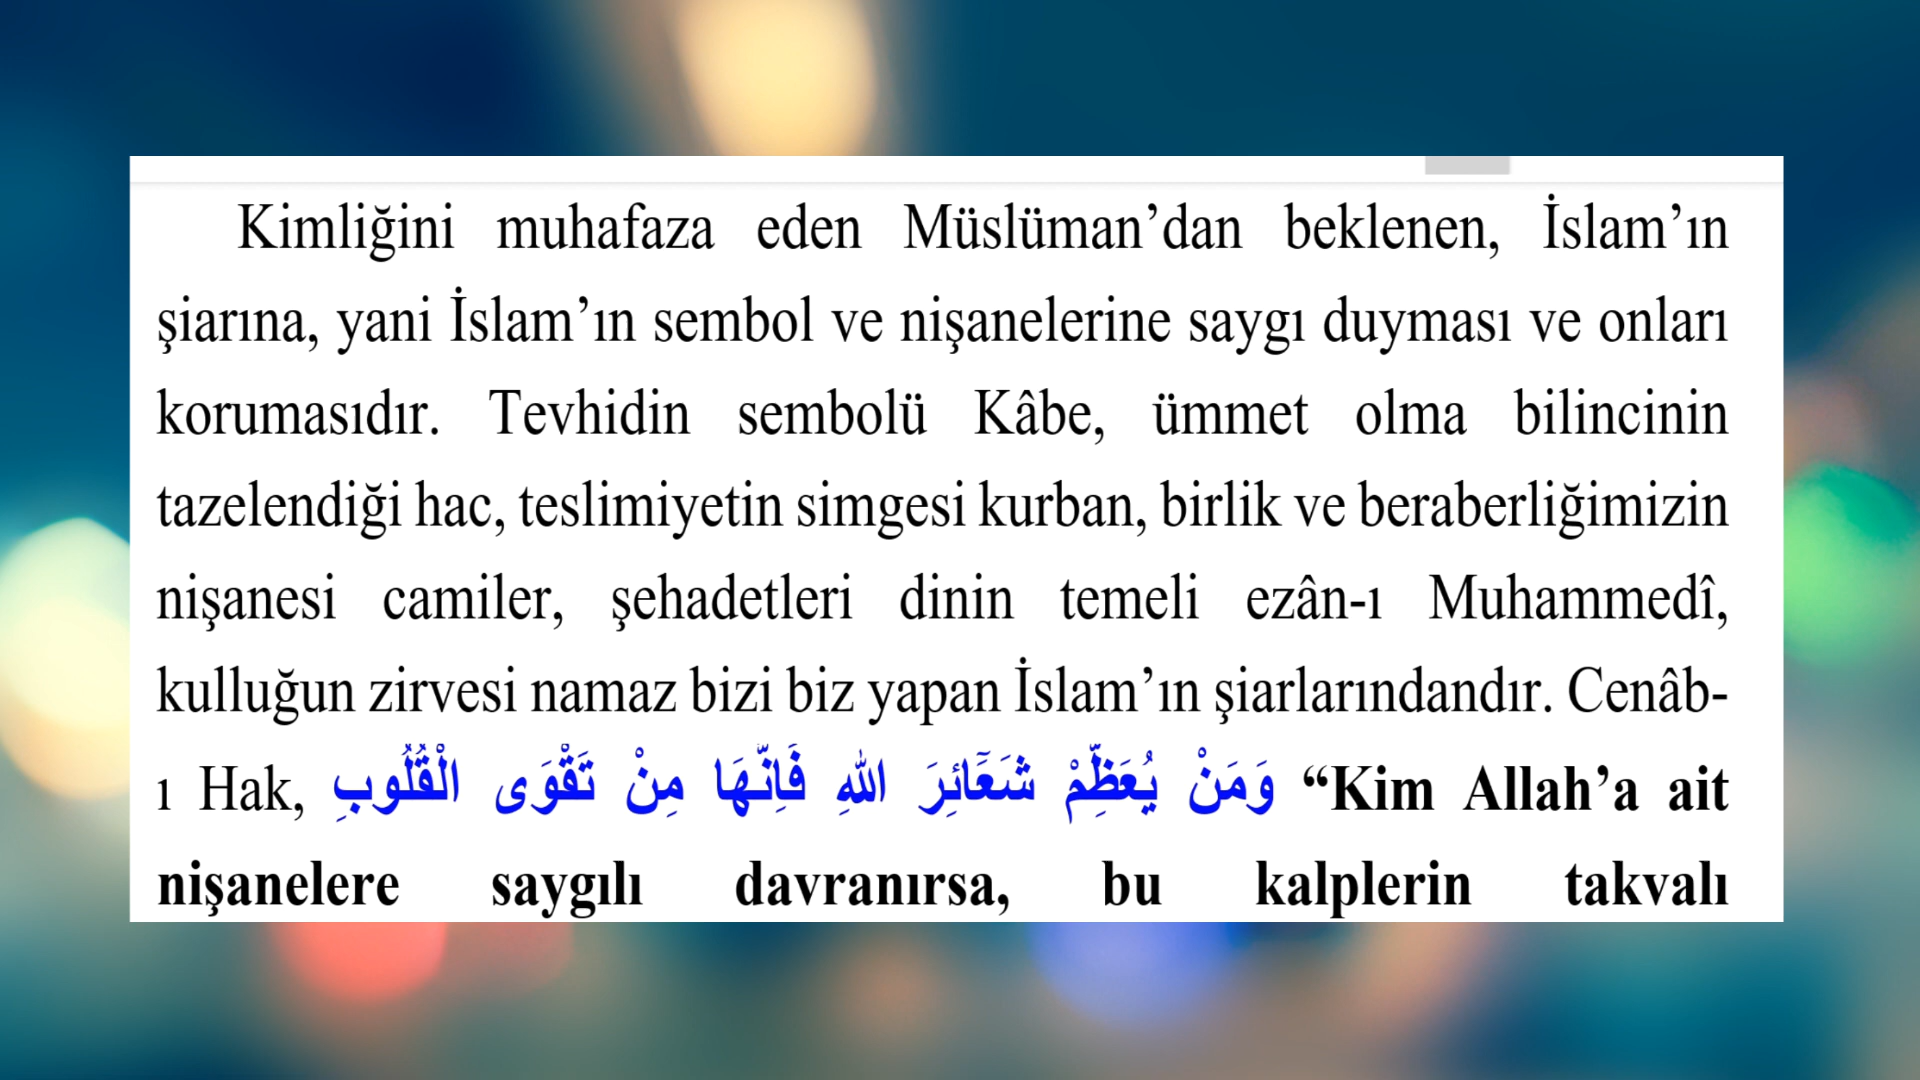 Kimliğini muhafaza eden Müslüman’dan beklenen, İslam’ın
şiarına, yani İslam’ın sembol ve nişanelerine saygı duyması ve onları
korumasıdır. Tevhidin sembolü Kâbe, ümmet olma bilincinin
tazelendiği hac, teslimiyetin simgesi kurban, birlik ve beraberliğimizin
nişanesi camiler, şehadetleri dinin temeli ezân-ı Muhammedî,
kulluğun zirvesi namaz bizi biz yapan İslam’ın şiarlarındandır. Cenâb-
ı Hak, وَمَنْ يُعَظِّمْ شَعَٓائِرَ اللهِ فَاِنَّهَا مِنْ تَقْوَى الْقُلُوبِ “Kim Allah’a ait
nişanelere saygılı davranırsa, bu kalplerin takvalı